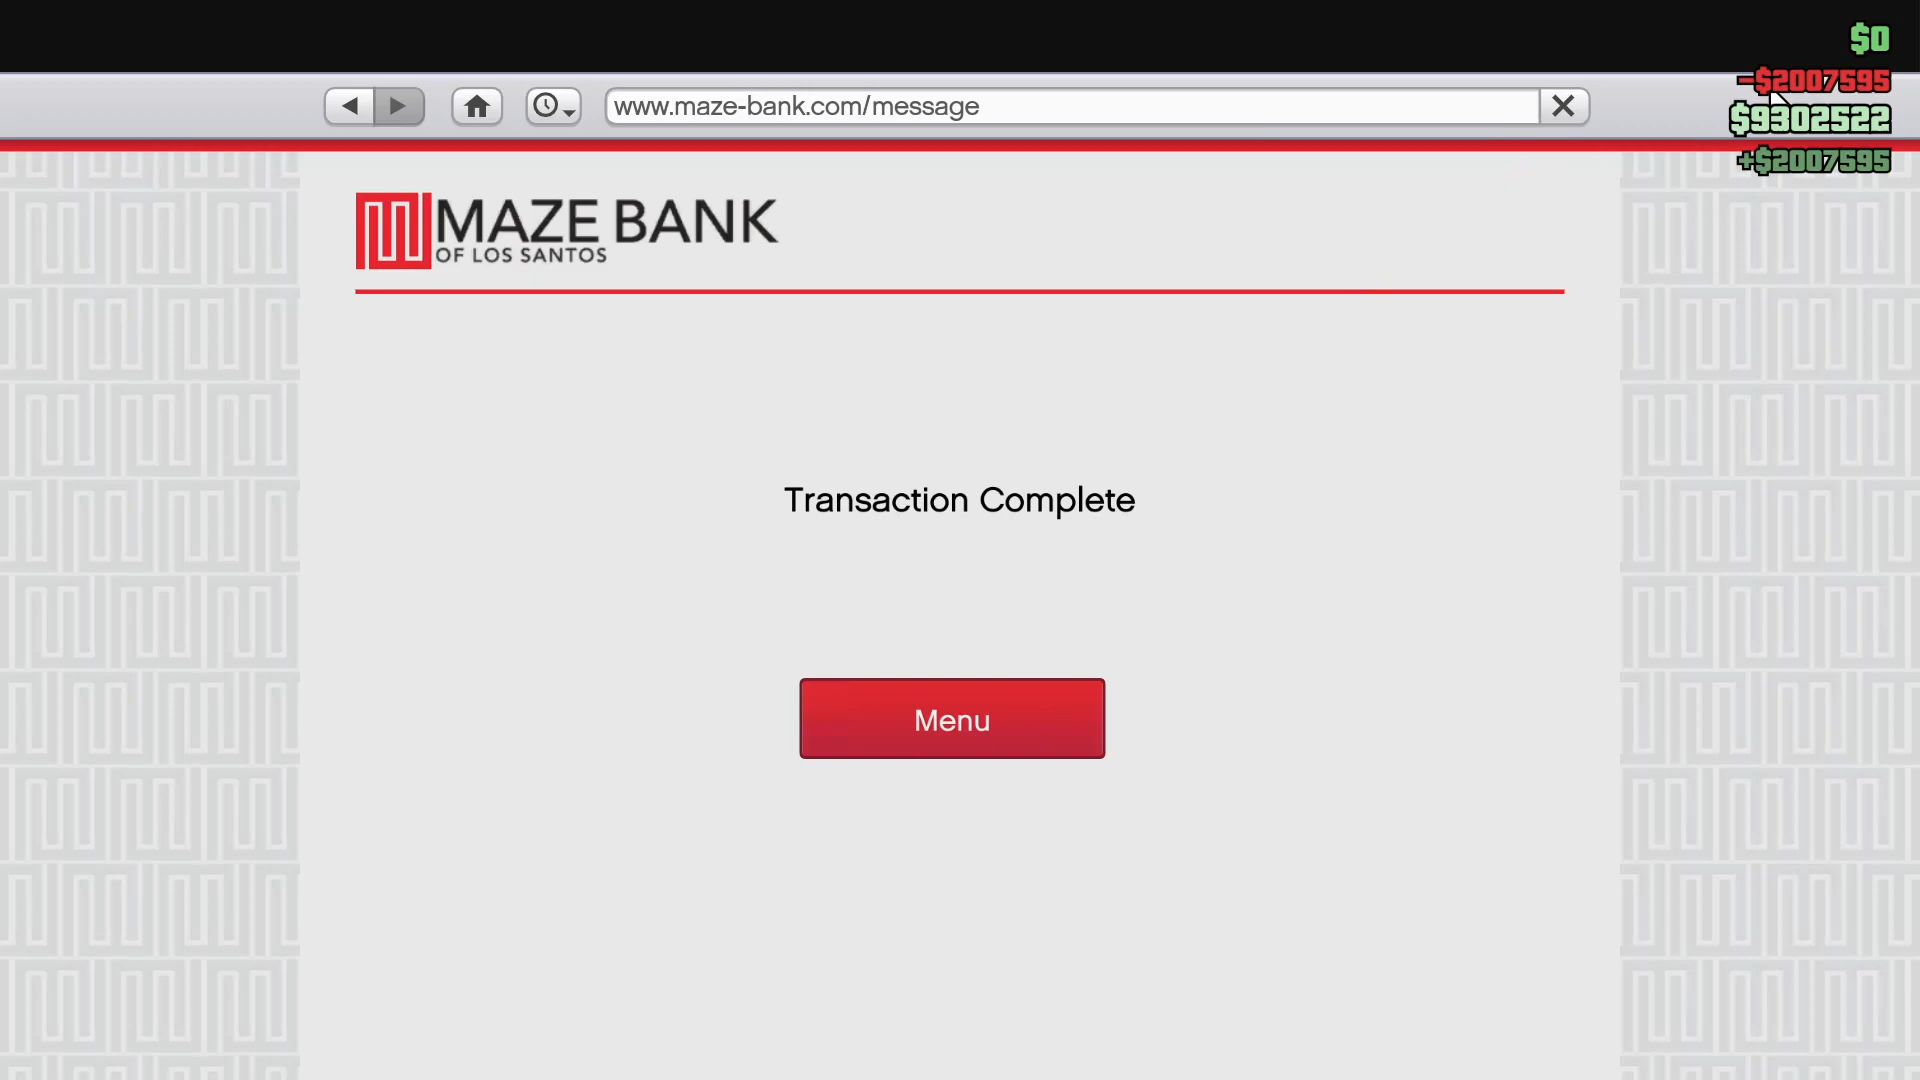 $0
-$2007595
www.maze-bank.com/message
$9302522
+$2007595
MAZE BANK
OF LOS SANTOS
Transaction Complete
Menu